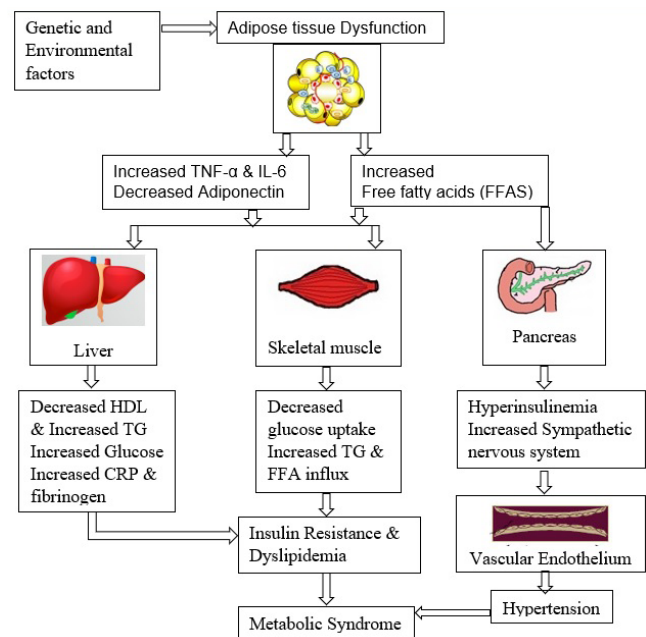 Genetic and
Environmental
factors
Adipose tissue Dysfunction
Increased TNF-α & IL-6
Decreased Adiponectin
Increased
Free fatty acids (FFAS)
Liver
Skeletal muscle
Pancreas
Decreased HDL
& Increased TG
Increased Glucose
Increased CRP &
fibrinogen
Decreased
glucose uptake
Increased TG &
FFA influx
Hyperinsulinemia
Increased Sympathetic
nervous system
Insulin Resistance &
Dyslipidemia
Vascular Endothelium
Metabolic Syndrome
Hypertension